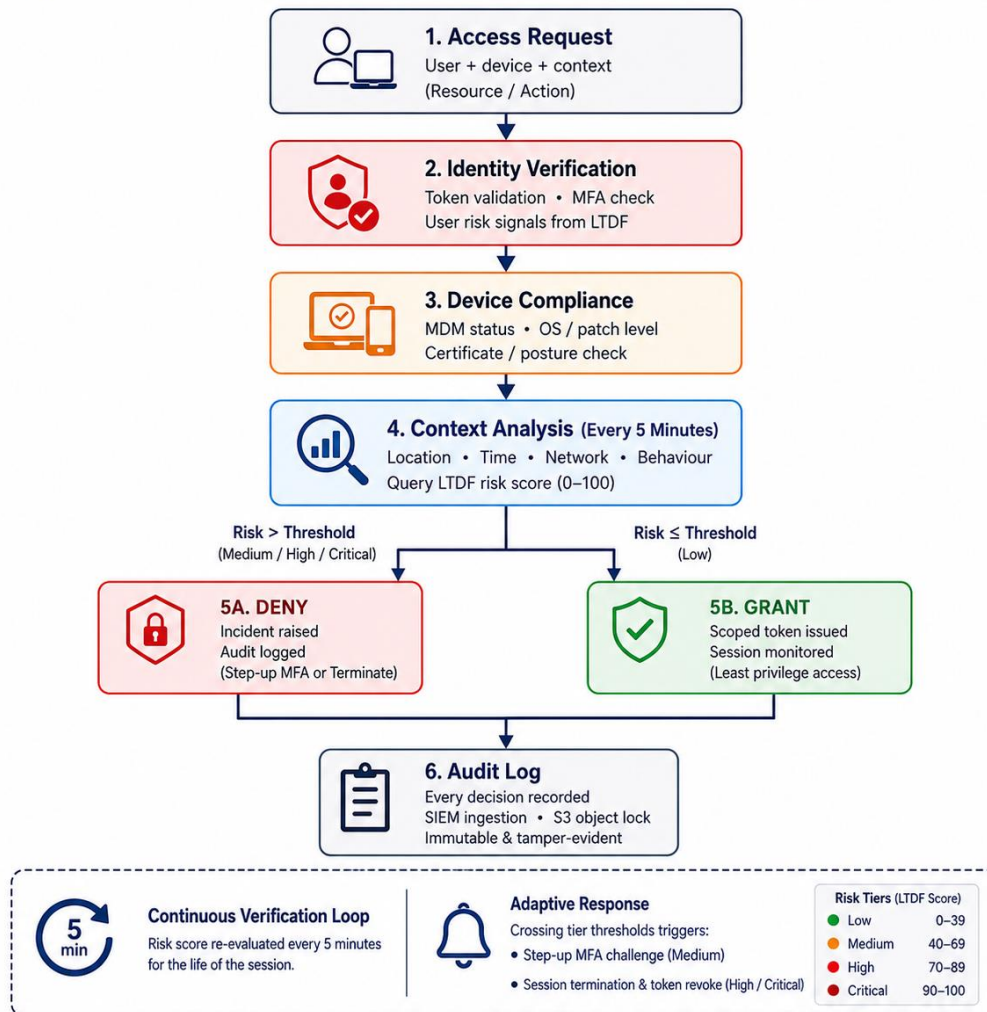 1. Access Request
User + device + context
(Resource / Action)
2. Identity Verification
Token validation • MFA check
User risk signals from LTDF
3. Device Compliance
MDM status • OS / patch level
Certificate / posture check
4. Context Analysis (Every 5 Minutes)
Location • Time • Network • Behaviour
Query LTDF risk score (0–100)
Risk > Threshold
(Medium / High / Critical)
Risk ≤ Threshold
(Low)
5A. DENY
Incident raised
Audit logged
(Step-up MFA or Terminate)
5B. GRANT
Scoped token issued
Session monitored
(Least privilege access)
6. Audit Log
Every decision recorded
SIEM ingestion • S3 object lock
Immutable & tamper-evident
5
min
Continuous Verification Loop
Risk score re-evaluated every 5 minutes
for the life of the session.
Adaptive Response
Crossing tier thresholds triggers:
• Step-up MFA challenge (Medium)
• Session termination & token revoke (High / Critical)
Risk Tiers (LTDF Score)
Low 0–39
Medium 40–69
High 70–89
Critical 90–100